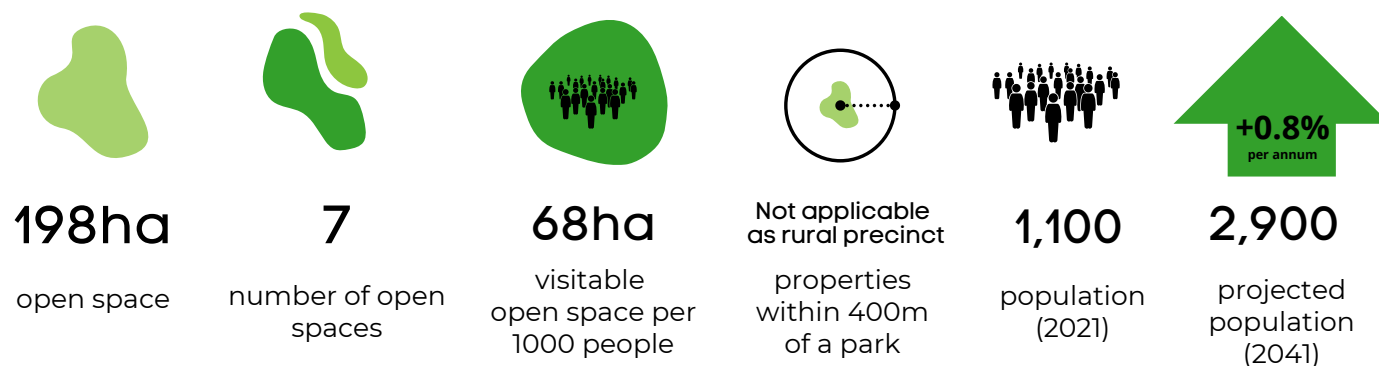 +0.8%
per annum
198ha
open space
7
number of open
spaces
68ha
visitable
open space per
1000 people
Not applicable
as rural precinct
properties
within 400m
of a park
1,100
population
(2021)
2,900
projected
population
(2041)